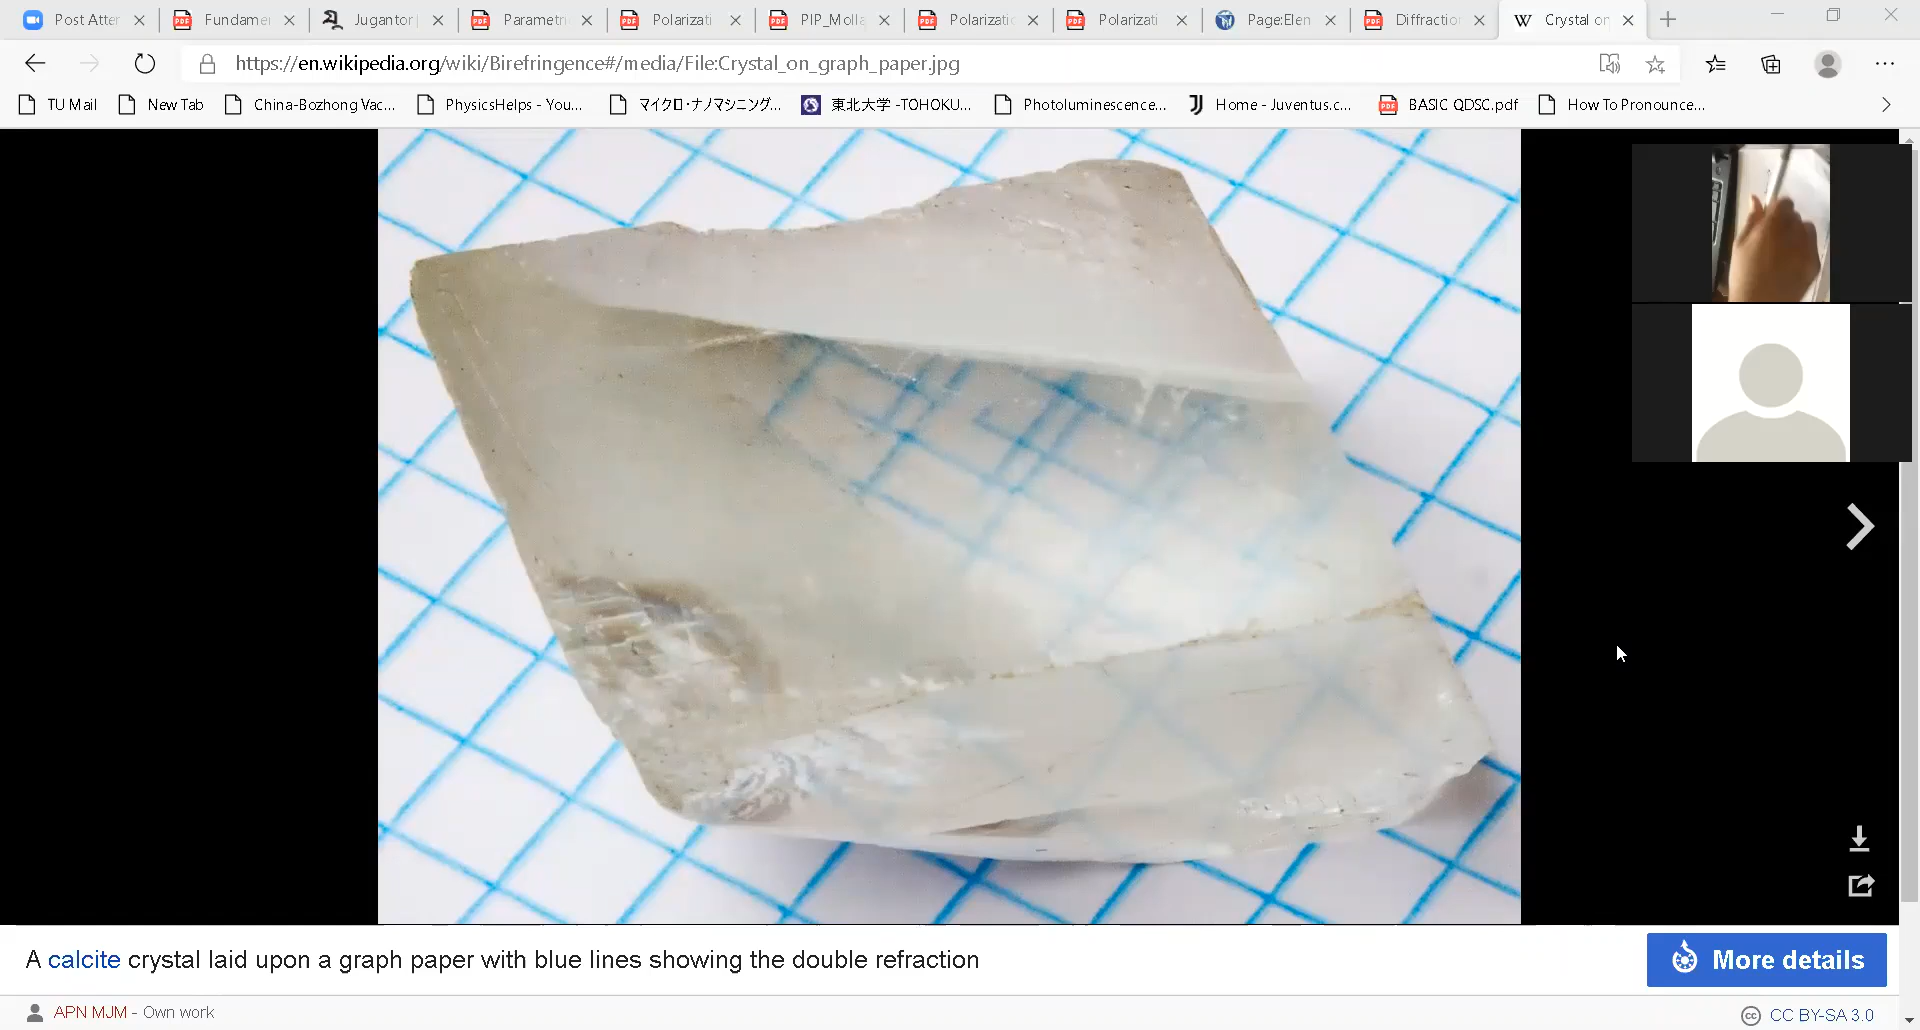 Post Atter
Fundamer
Jugantor
Parametri
Polarizati
PIP_Molla
Polarizatio
Polarizati
Page:Elen
Diffractio
Crystal on
https://en.wikipedia.org/wiki/Birefringence#/media/File:Crystal_on_graph_paper.jpg
TU Mail
New Tab
China-Bozhong Vac...
PhysicsHelps - You...
マイクロ・ナノマシニング...
東北大学 -TOHOKU...
Photoluminescence...
Home - Juventus.c...
BASIC QDSC.pdf
How To Pronounce...
A calcite crystal laid upon a graph paper with blue lines showing the double refraction
More details
APN MJM - Own work
CC BY-SA 3.0